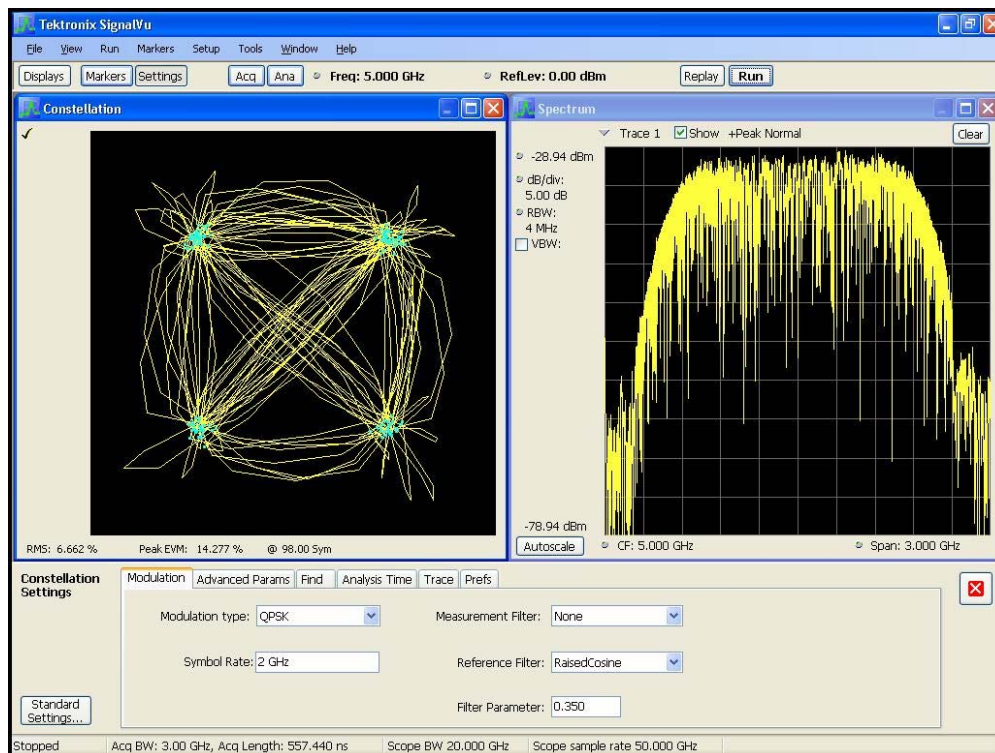 Tektronix SignalVu
File View Run Markers Setup Tools Window Help
Displays Markers Settings Acq Ana Freq: 5.000 GHz RefLev: 0.00 dBm Replay Run
Constellation
RMS: 6.662 % Peak EVM: 14.277 % @ 98.00 Sym
Spectrum
Trace 1 Show +Peak Normal Clear
-28.94 dBm
dB/div:
5.00 dB
RBW:
4 MHz
VBW:
-78.94 dBm
Autoscale CF: 5.000 GHz Span: 3.000 GHz
Constellation
Settings
Modulation Advanced Params Find Analysis Time Trace Prefs
Modulation type: QPSK Measurement Filter: None
Symbol Rate: 2 GHz Reference Filter: RaisedCosine
Filter Parameter: 0.350
Standard
Settings...
Stopped Acq BW: 3.00 GHz, Acq Length: 557.440 ns Scope BW 20.000 GHz Scope sample rate 50.000 GHz